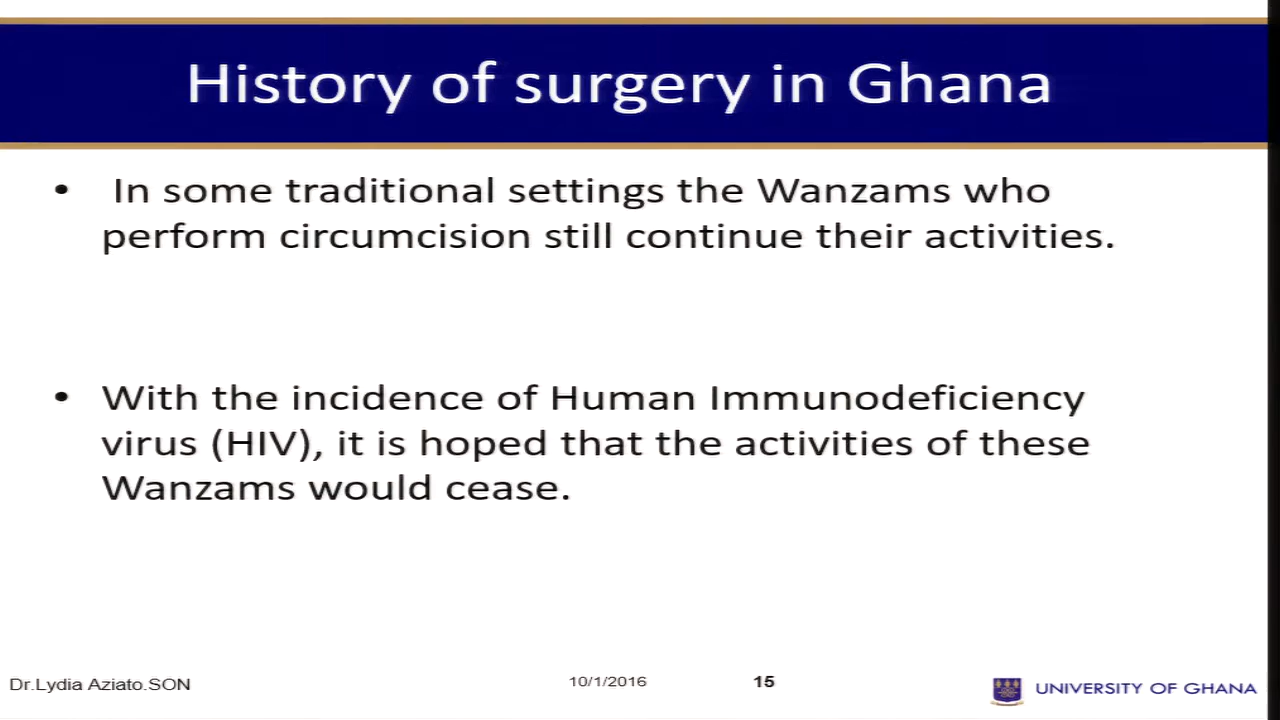 History of surgery in Ghana
• In some traditional settings the Wanzams who
perform circumcision still continue their activities.
• With the incidence of Human Immunodeficiency
virus (HIV), it is hoped that the activities of these
Wanzams would cease.
Dr.Lydia Aziato.SON
10/1/2016
15
UNIVERSITY OF GHANA